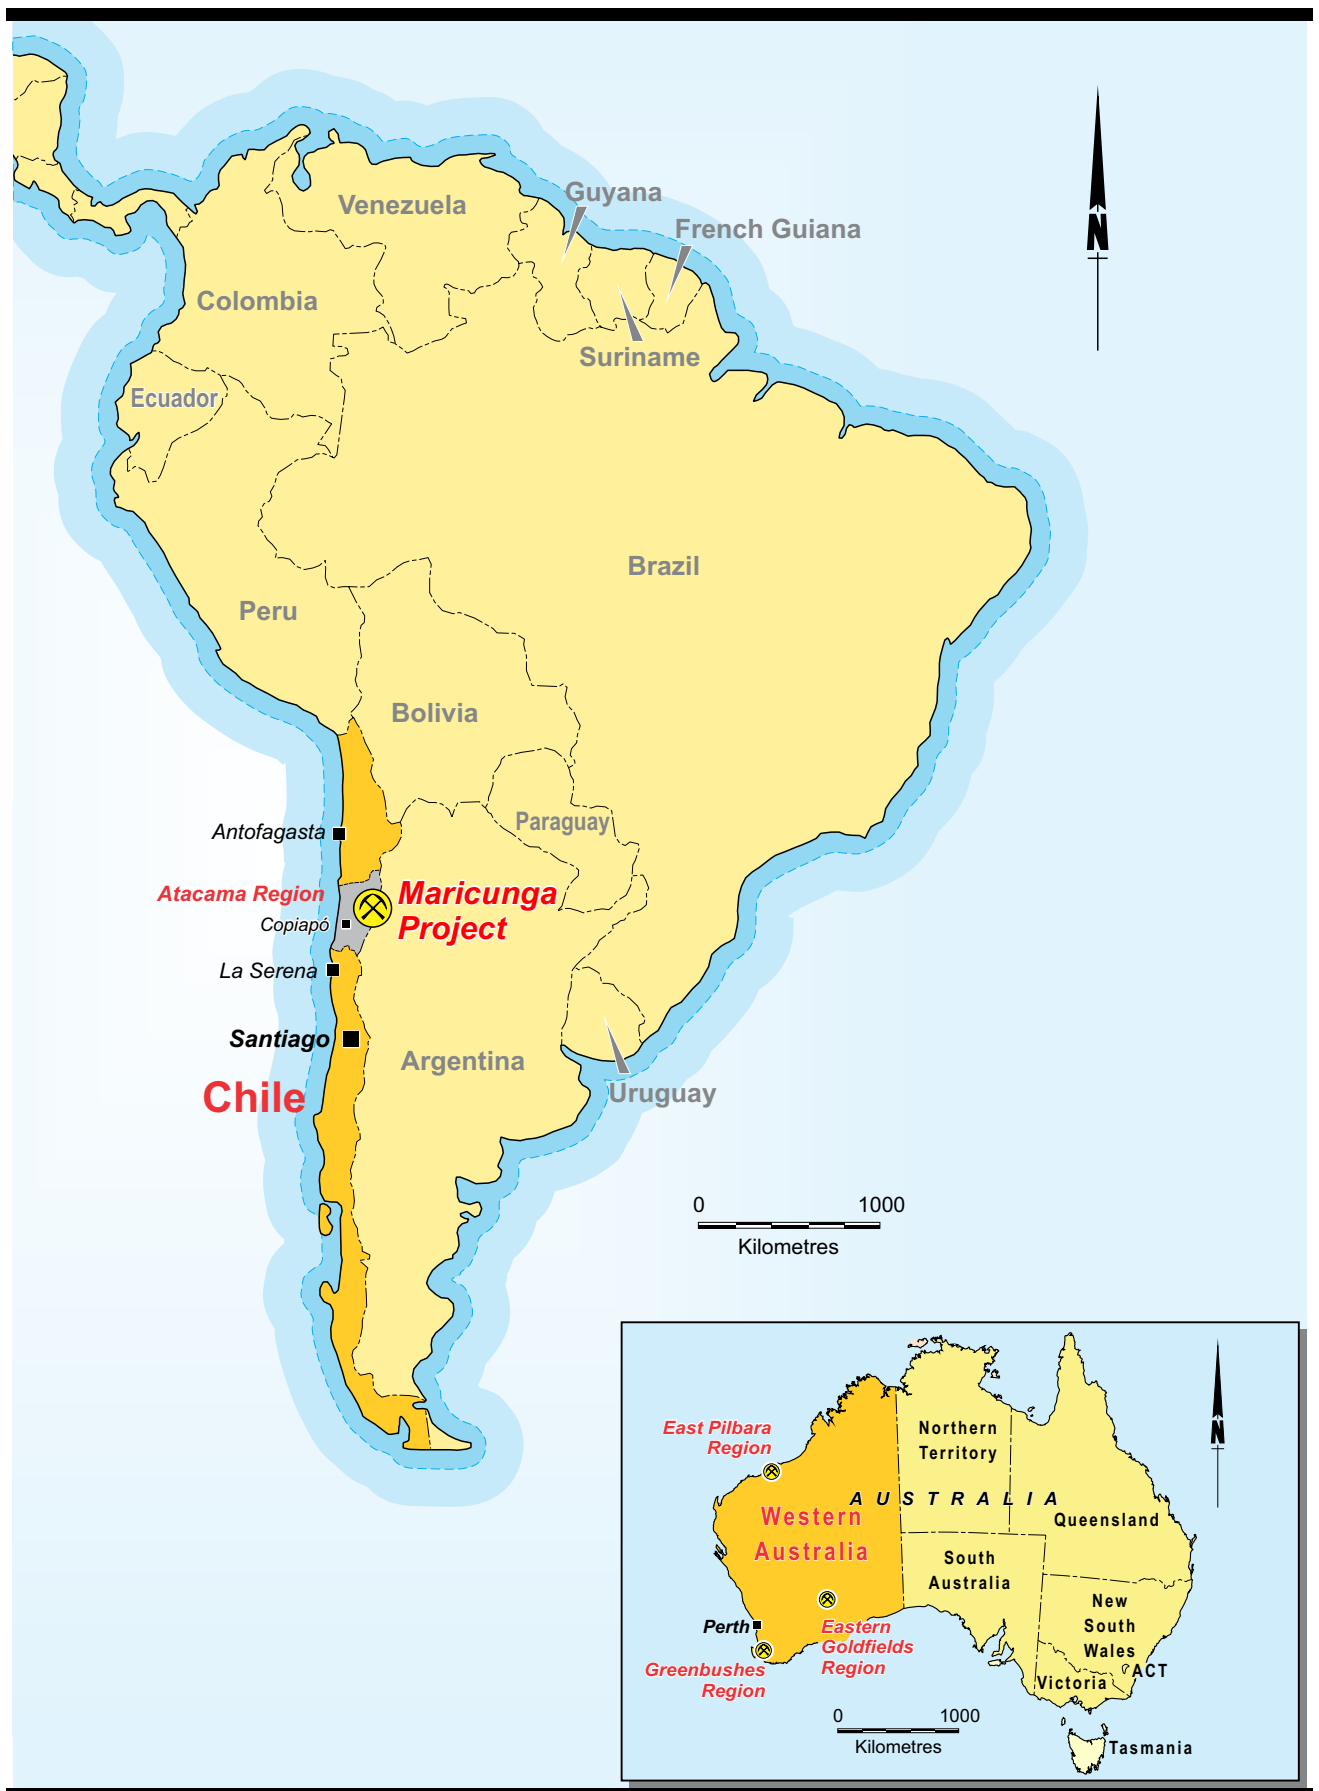 Guyana
Venezuela
French Guiana
N
Colombia
Suriname
Ecuador
Brazil
Peru
Bolivia
Paraguay
Antofagasta
Atacama Region
Maricunga
Project
Copiapó
La Serena
Santiago
Argentina
Chile
Uruguay
0 1000
Kilometres
East Pilbara
Region
Northern
Territory
N
AUSTRALIA
Western
Australia
Queensland
South
Australia
New
South
Wales
Perth
Eastern
Goldfields
Region
Greenbushes
Region
ACT
Victoria
0 1000
Kilometres
Tasmania